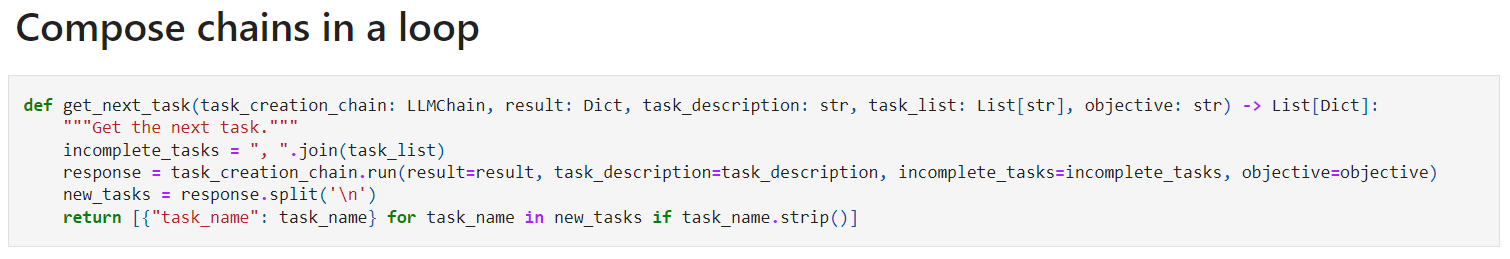 Compose chains in a loop
def get_next_task(task_creation_chain: LLMChain, result: Dict, task_description: str, task_list: List[str], objective: str) -> List[Dict]:
    """Get the next task."""
    incomplete_tasks = ", ".join(task_list)
    response = task_creation_chain.run(result=result, task_description=task_description, incomplete_tasks=incomplete_tasks, objective=objective)
    new_tasks = response.split('\n')
    return [{"task_name": task_name} for task_name in new_tasks if task_name.strip()]